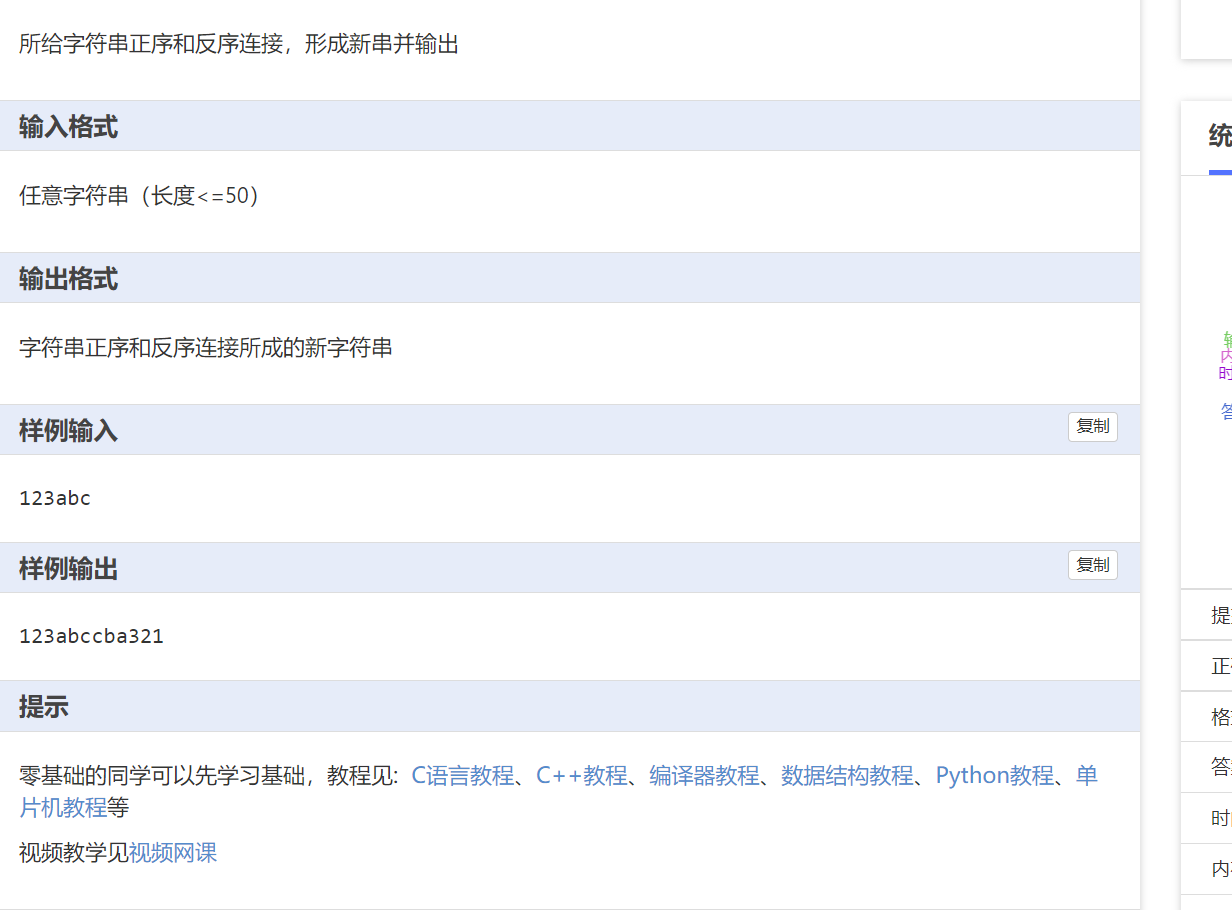 所给字符串正序和反序连接，形成新串并输出
输入格式
任意字符串（长度<=50）
输出格式
字符串正序和反序连接所成的新字符串
样例输入
复制
123abc
样例输出
复制
123abccba321
提示
零基础的同学可以先学习基础，教程见：C语言教程、C++教程、编译器教程、数据结构教程、Python教程、单
片机教程等
视频教学见视频网课
统
内
时
答
提
正
格
答
时
内